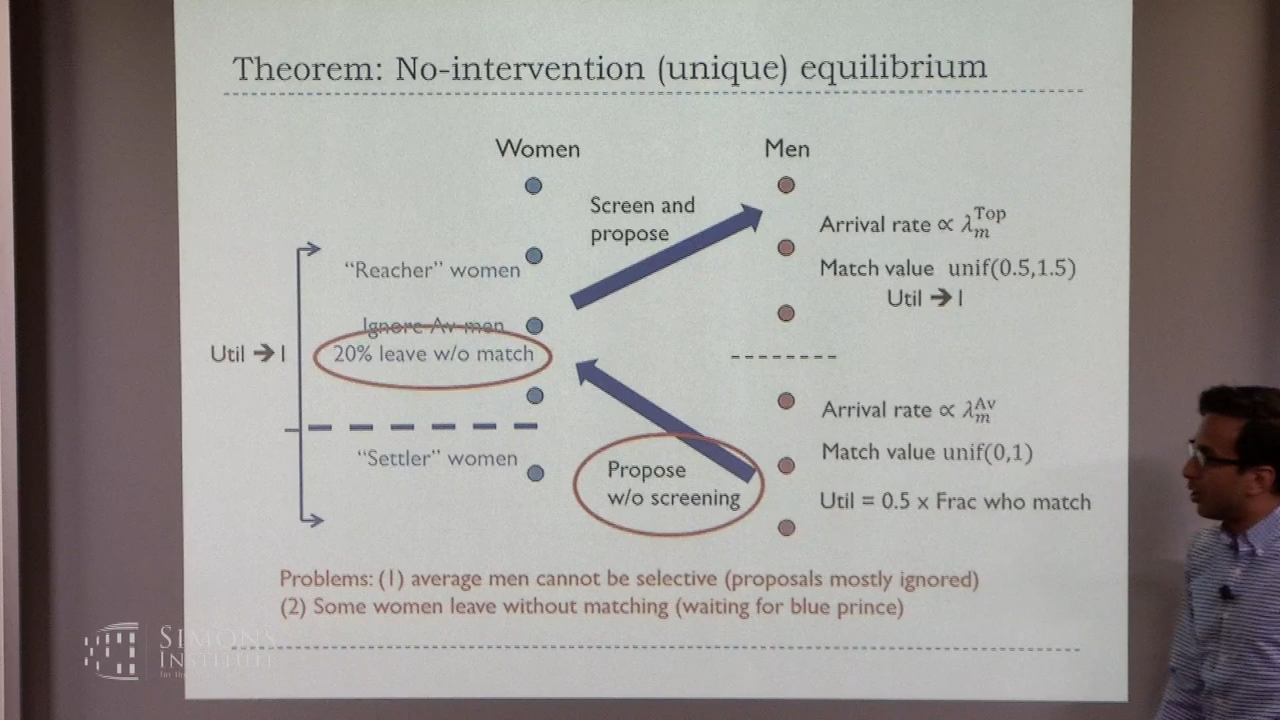 Theorem: No-intervention (unique) equilibrium
Women
Men
Screen and
propose
Arrival rate ∝ λ_m^Top
Match value unif(0.5,1.5)
Util ➔ 1
"Reacher" women
Ignore Av men
20% leave w/o match
Util ➔ 1
Arrival rate ∝ λ_m^Av
Match value unif(0,1)
"Settler" women
Propose
w/o screening
Util = 0.5 x Frac who match
Problems: (1) average men cannot be selective (proposals mostly ignored)
(2) Some women leave without matching (waiting for blue prince)
SIMONS
INSTITUTE